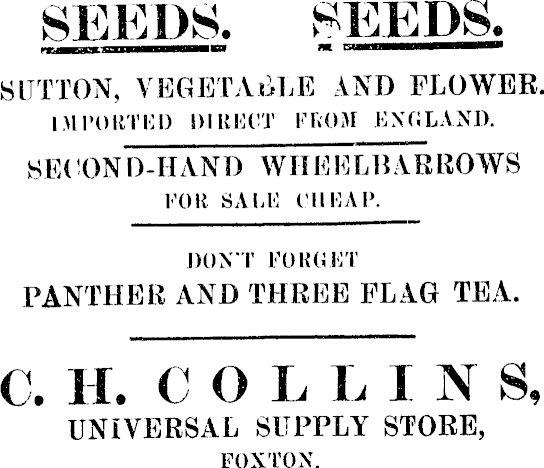 SEEDS. SEEDS.
SUTTON, VEGETABLE AND FLOWER.
IMPORTED DIRECT FROM ENGLAND.
SECOND-HAND WHEELBARROWS
FOR SALE CHEAP.
DON'T FORGET
PANTHER AND THREE FLAG TEA.
C. H. COLLINS,
UNIVERSAL SUPPLY STORE,
FOXTON.